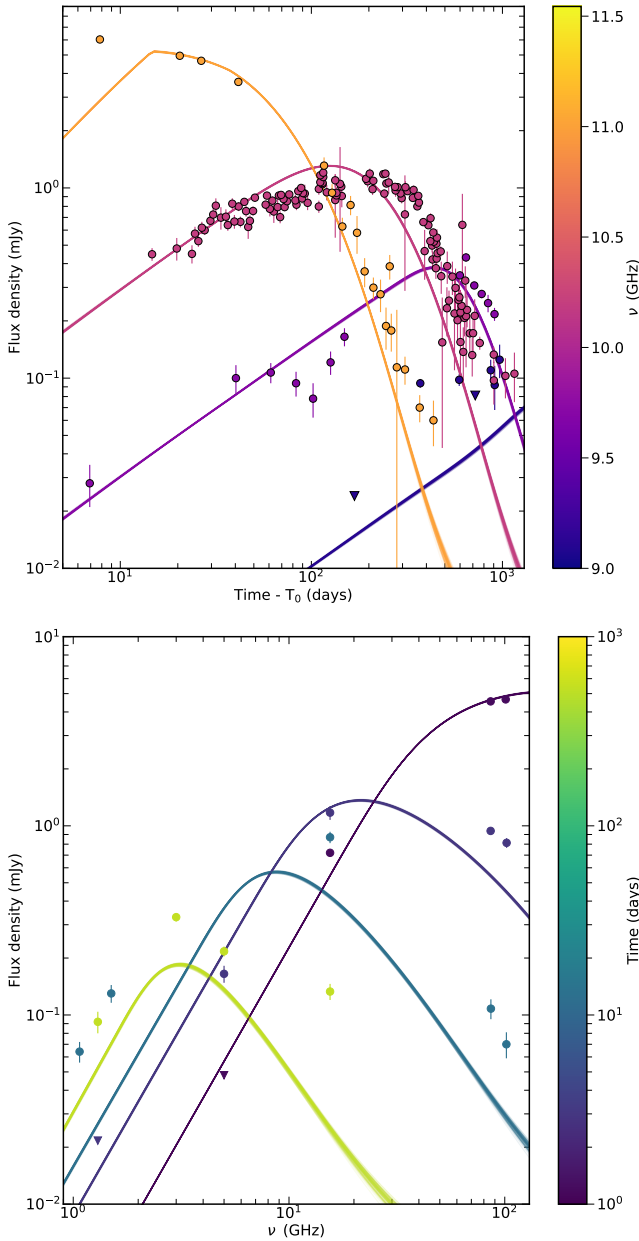 10⁰
10⁻¹
10⁻²
Flux density (mJy)
10¹ 10² 10³
Time - T₀ (days)
11.5
11.0
10.5
10.0
9.5
9.0
ν (GHz)
10¹
10⁰
10⁻¹
10⁻²
Flux density (mJy)
10⁰ 10¹ 10²
ν (GHz)
10³
10²
10¹
10⁰
Time (days)